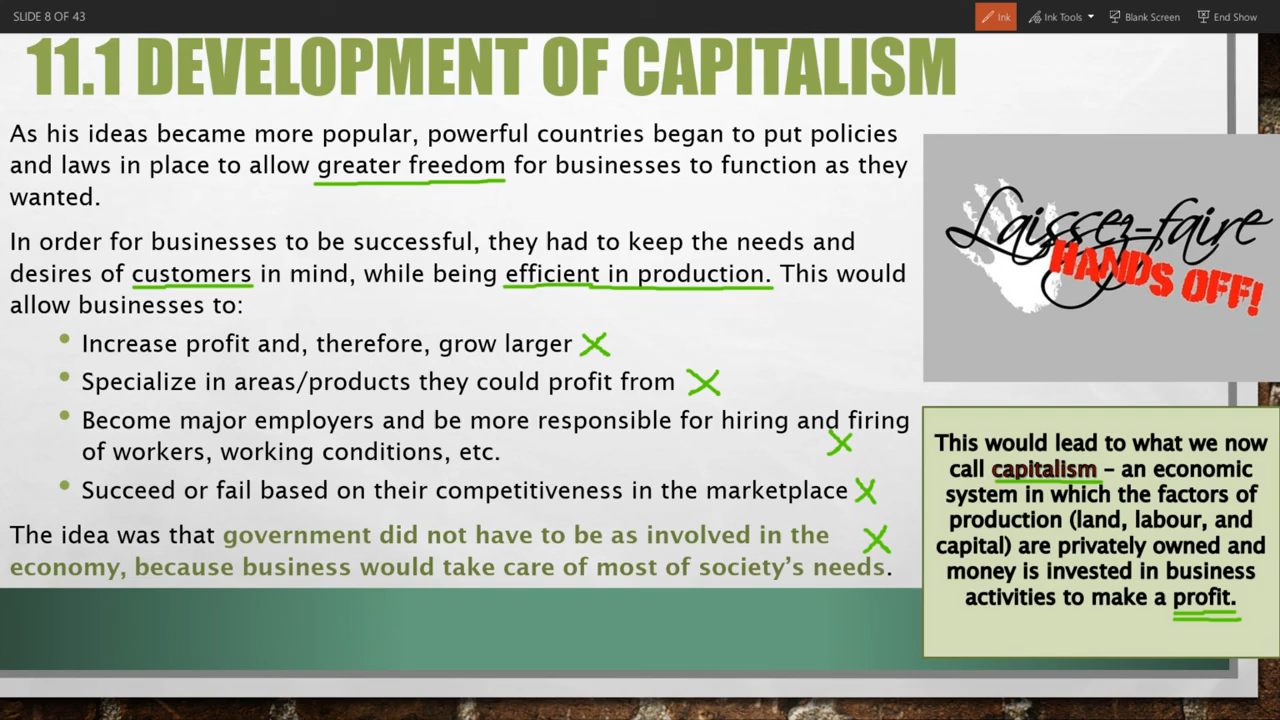 SLIDE 8 OF 43
Ink
Ink Tools
Blank Screen
End Show
11.1 DEVELOPMENT OF CAPITALISM
As his ideas became more popular, powerful countries began to put policies
and laws in place to allow greater freedom for businesses to function as they
wanted.
In order for businesses to be successful, they had to keep the needs and
desires of customers in mind, while being efficient in production. This would
allow businesses to:
• Increase profit and, therefore, grow larger
• Specialize in areas/products they could profit from
• Become major employers and be more responsible for hiring and firing
of workers, working conditions, etc.
• Succeed or fail based on their competitiveness in the marketplace
The idea was that government did not have to be as involved in the
economy, because business would take care of most of society's needs.
Laissez-faire
HANDS OFF!
This would lead to what we now
call capitalism – an economic
system in which the factors of
production (land, labour, and
capital) are privately owned and
money is invested in business
activities to make a profit.